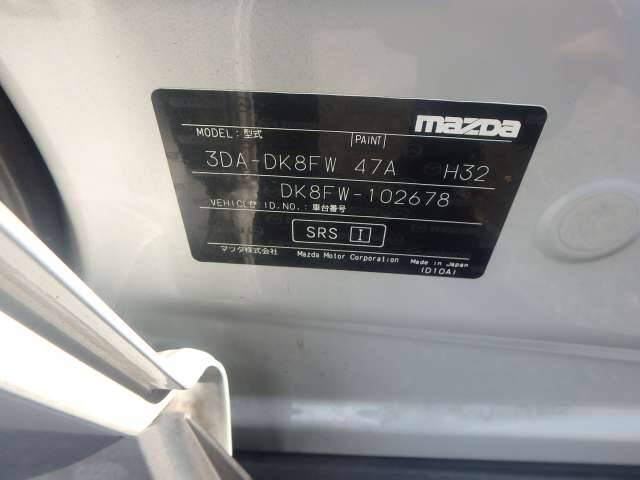 mazda
MODEL: 型式 PAINT
3DA-DK8FW 47A H32
DK8FW-102678
VEHICLE ID.NO.: 車台番号
SRS I
マツダ株式会社 Mazda Motor Corporation Made in Japan
ID10AI